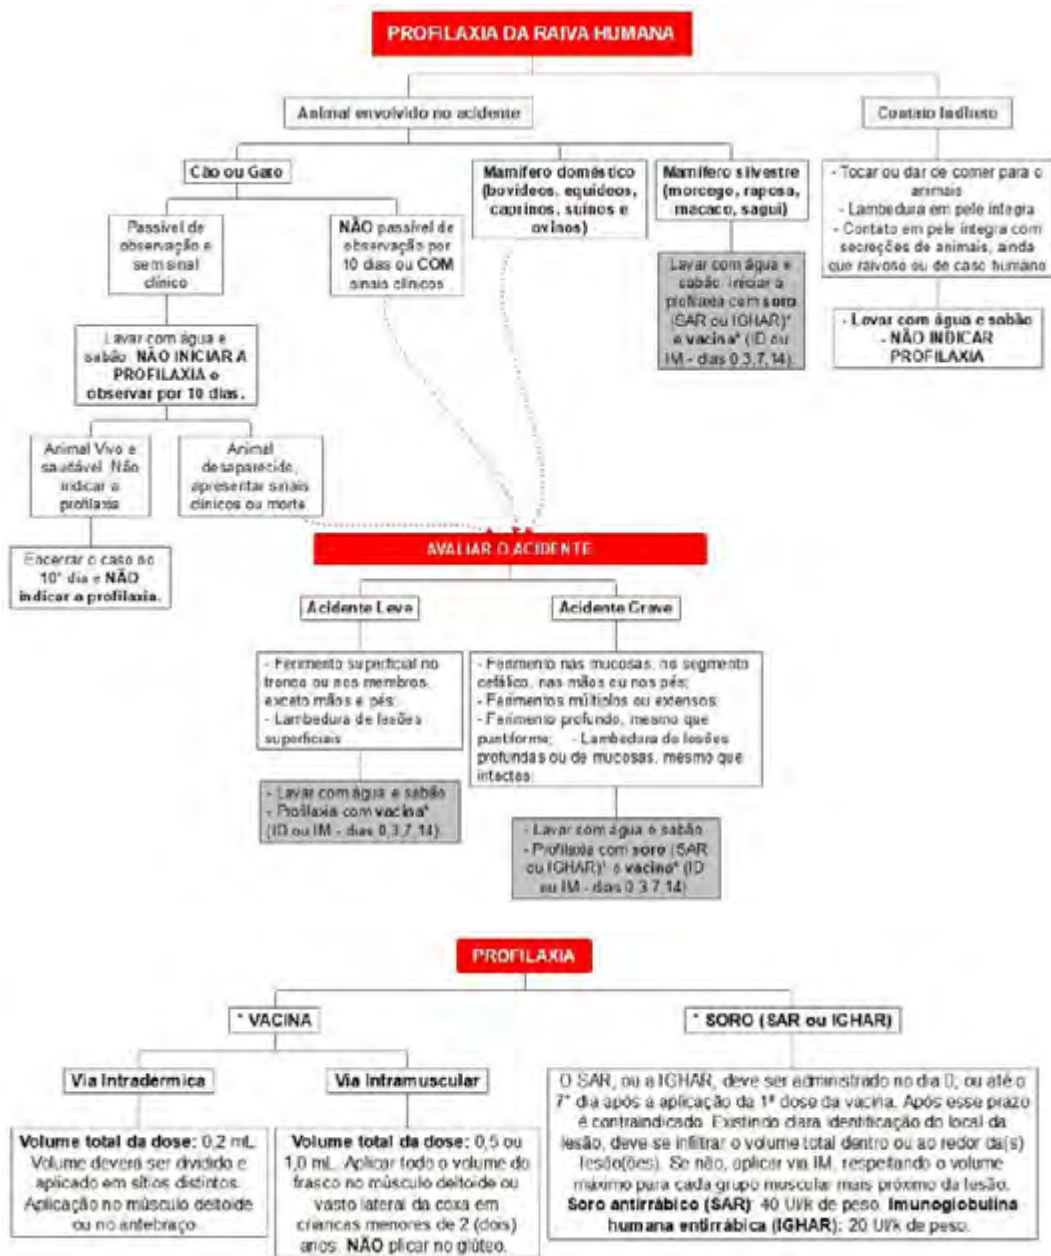 PROFILAXIA DA RAIVA HUMANA
Animal envolvido no acidente
Contato Indireto
Cão ou Gato
Mamífero doméstico
(bovídeos, equídeos,
caprinos, suínos e
ovinos)
Mamífero silvestre
(morcego, raposa,
macaco, sagui)
- Tocar ou dar de comer para o
animais
- Lambedura em pele íntegra
- Contato em pele íntegra com
secreções de animais, ainda
que raivoso ou de caso humano
Passível de
observação e
sem sinal
clínico
NÃO passível de
observação por
10 dias ou COM
sinais clínicos
Lavar com água e
sabão, iniciar a
profilaxia com soro
(SAR ou IGHAR)*
e vacina* (ID ou
IM - dias 0,3,7,14).
- Lavar com água e sabão
- NÃO INDICAR
PROFILAXIA
Lavar com água e
sabão. NÃO INICIAR A
PROFILAXIA e
observar por 10 dias.
Animal Vivo e
saudável. Não
indicar a
profilaxia
Animal
desaparecido,
apresentar sinais
clínicos ou morte
Encerrar o caso no
10° dia e NÃO
indicar a profilaxia.
AVALIAR O ACIDENTE
Acidente Leve
Acidente Grave
- Ferimento superficial no
tronco ou nos membros,
exceto mãos e pés;
- Lambedura de lesões
superficiais
- Ferimento nas mucosas, no segmento
cefálico, nas mãos ou nos pés;
- Ferimentos múltiplos ou extensos;
- Ferimento profundo, mesmo que
puntiforme; - Lambedura de lesões
profundas ou de mucosas, mesmo que
intactas;
- Lavar com água e sabão
- Profilaxia com vacina*
(ID ou IM - dias 0,3,7,14)
- Lavar com água e sabão
- Profilaxia com soro (SAR
ou IGHAR)* e vacina* (ID
ou IM - dias 0,3,7,14)
PROFILAXIA
* VACINA
* SORO (SAR ou IGHAR)
Via Intradérmica
Via Intramuscular
Volume total da dose: 0,2 mL.
Volume deverá ser dividido e
aplicado em sítios distintos.
Aplicação no músculo deltoide
ou no antebraço.
Volume total da dose: 0,5 ou
1,0 mL. Aplicar todo o volume do
frasco no músculo deltoide ou
vasto lateral da coxa em
crianças menores de 2 (dois)
anos. NÃO plicar no glúteo.
O SAR, ou a IGHAR, deve ser administrado no dia 0, ou até o
7° dia após a aplicação da 1ª dose da vacina. Após esse prazo
é contraindicado. Existindo clara identificação do local da
lesão, deve se infiltrar o volume total dentro ou ao redor da(s)
lesão(ões). Se não, aplicar via IM, respeitando o volume
máximo para cada grupo muscular mais próximo da lesão.
Soro antirrábico (SAR): 40 UI/k de peso. Imunoglobulina
humana entirrábica (IGHAR): 20 UI/k de peso.